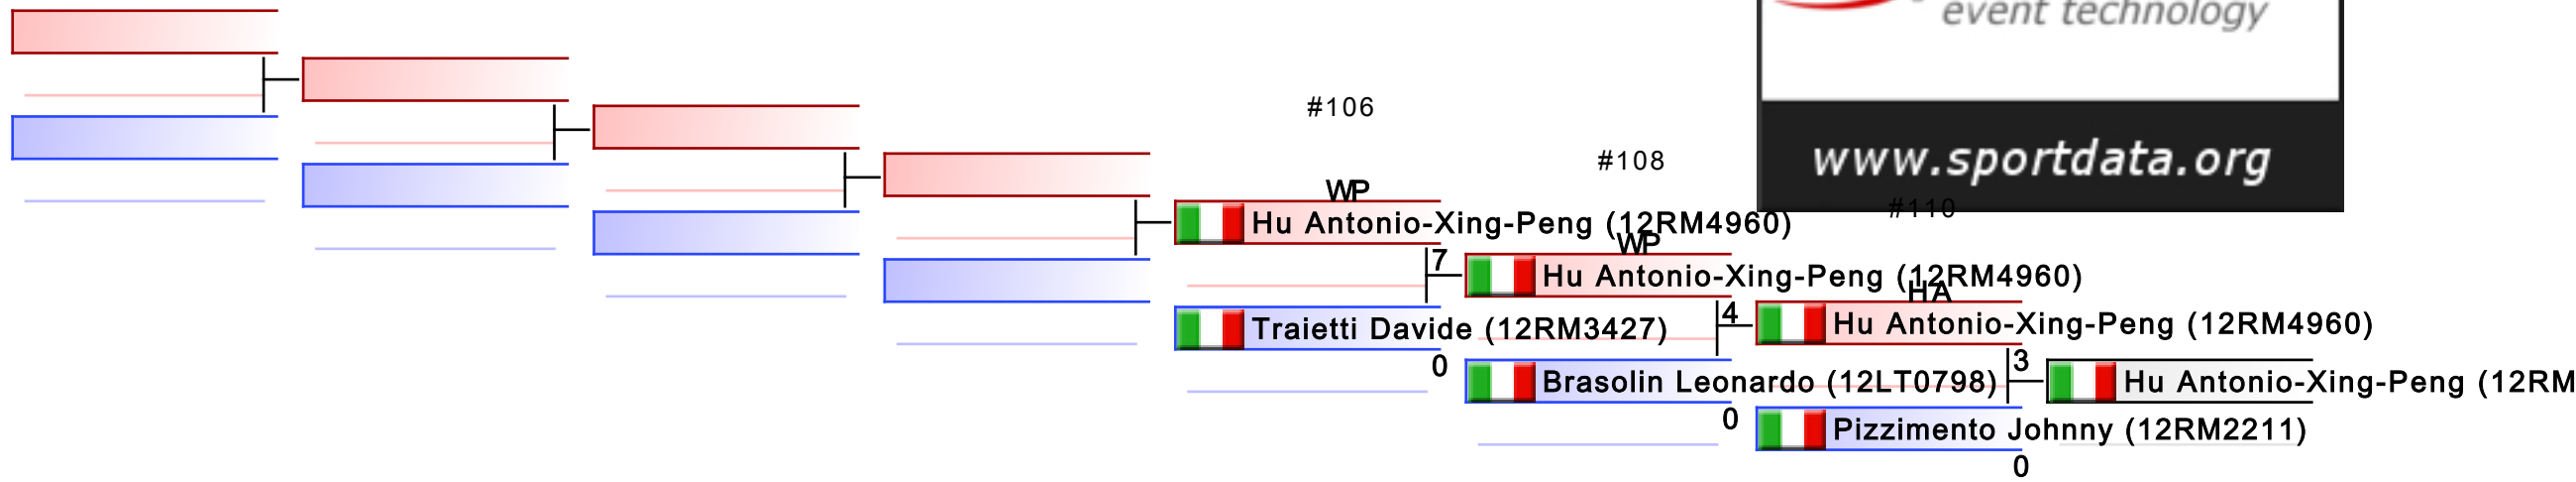 event technology
www.sportdata.org
#106
#108
#110
WP
Hu Antonio-Xing-Peng (12RM4960)
7
Traietti Davide (12RM3427)
0
WP
Hu Antonio-Xing-Peng (12RM4960)
4
Brasolin Leonardo (12LT0798)
0
HA
Hu Antonio-Xing-Peng (12RM4960)
3
Pizzimento Johnny (12RM2211)
0
Hu Antonio-Xing-Peng (12RM